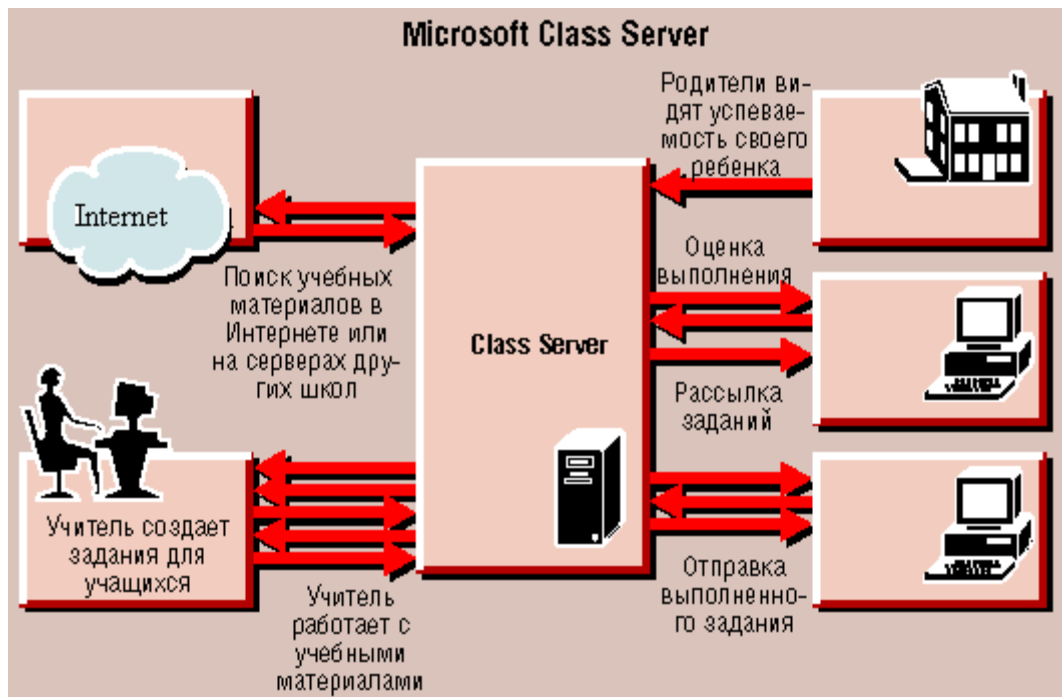 Microsoft Class Server
Родители ви-
дят успевае-
мость своего
ребенка
Internet
Поиск учебных
материалов в
Интернете или
на серверах дру-
гих школ
Class Server
Оценка
выполнения
Рассылка
заданий
Учитель создает
задания для
учащихся
Учитель
работает с
учебными
материалами
Отправка
выполненно-
го задания